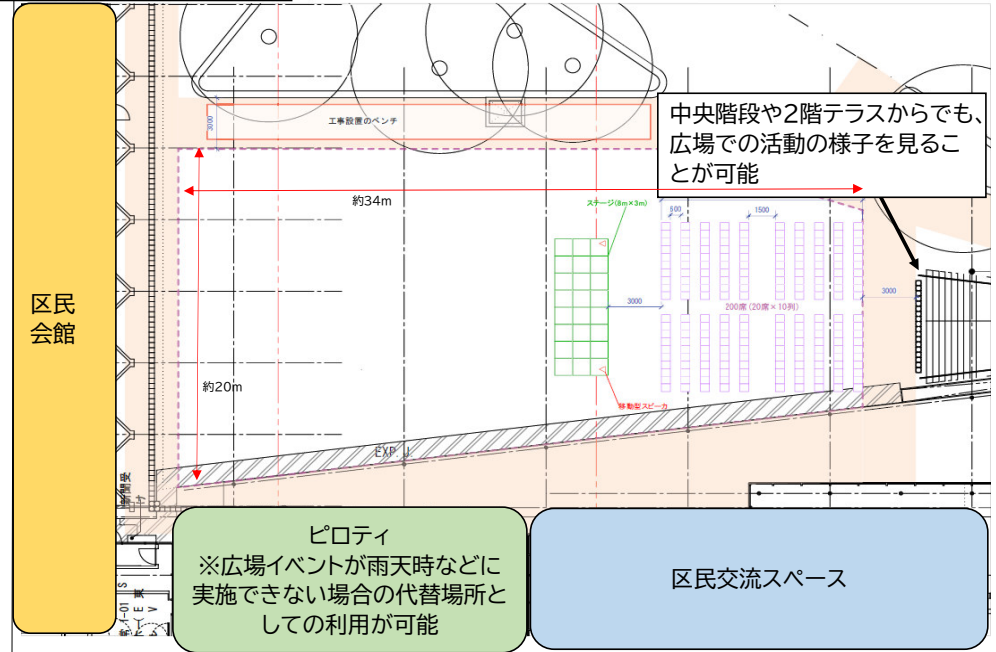 区民
会館
工事設置のベンチ
3000
中央階段や2階テラスからでも、
広場での活動の様子を見るこ
とが可能
約34m
ステージ(8m×3m)
600
1500
3000
200席(20席×10列)
3000
約20m
移動型スピーカ
EXP.J
ピロティ
※広場イベントが雨天時などに
実施できない場合の代替場所と
しての利用が可能
区民交流スペース